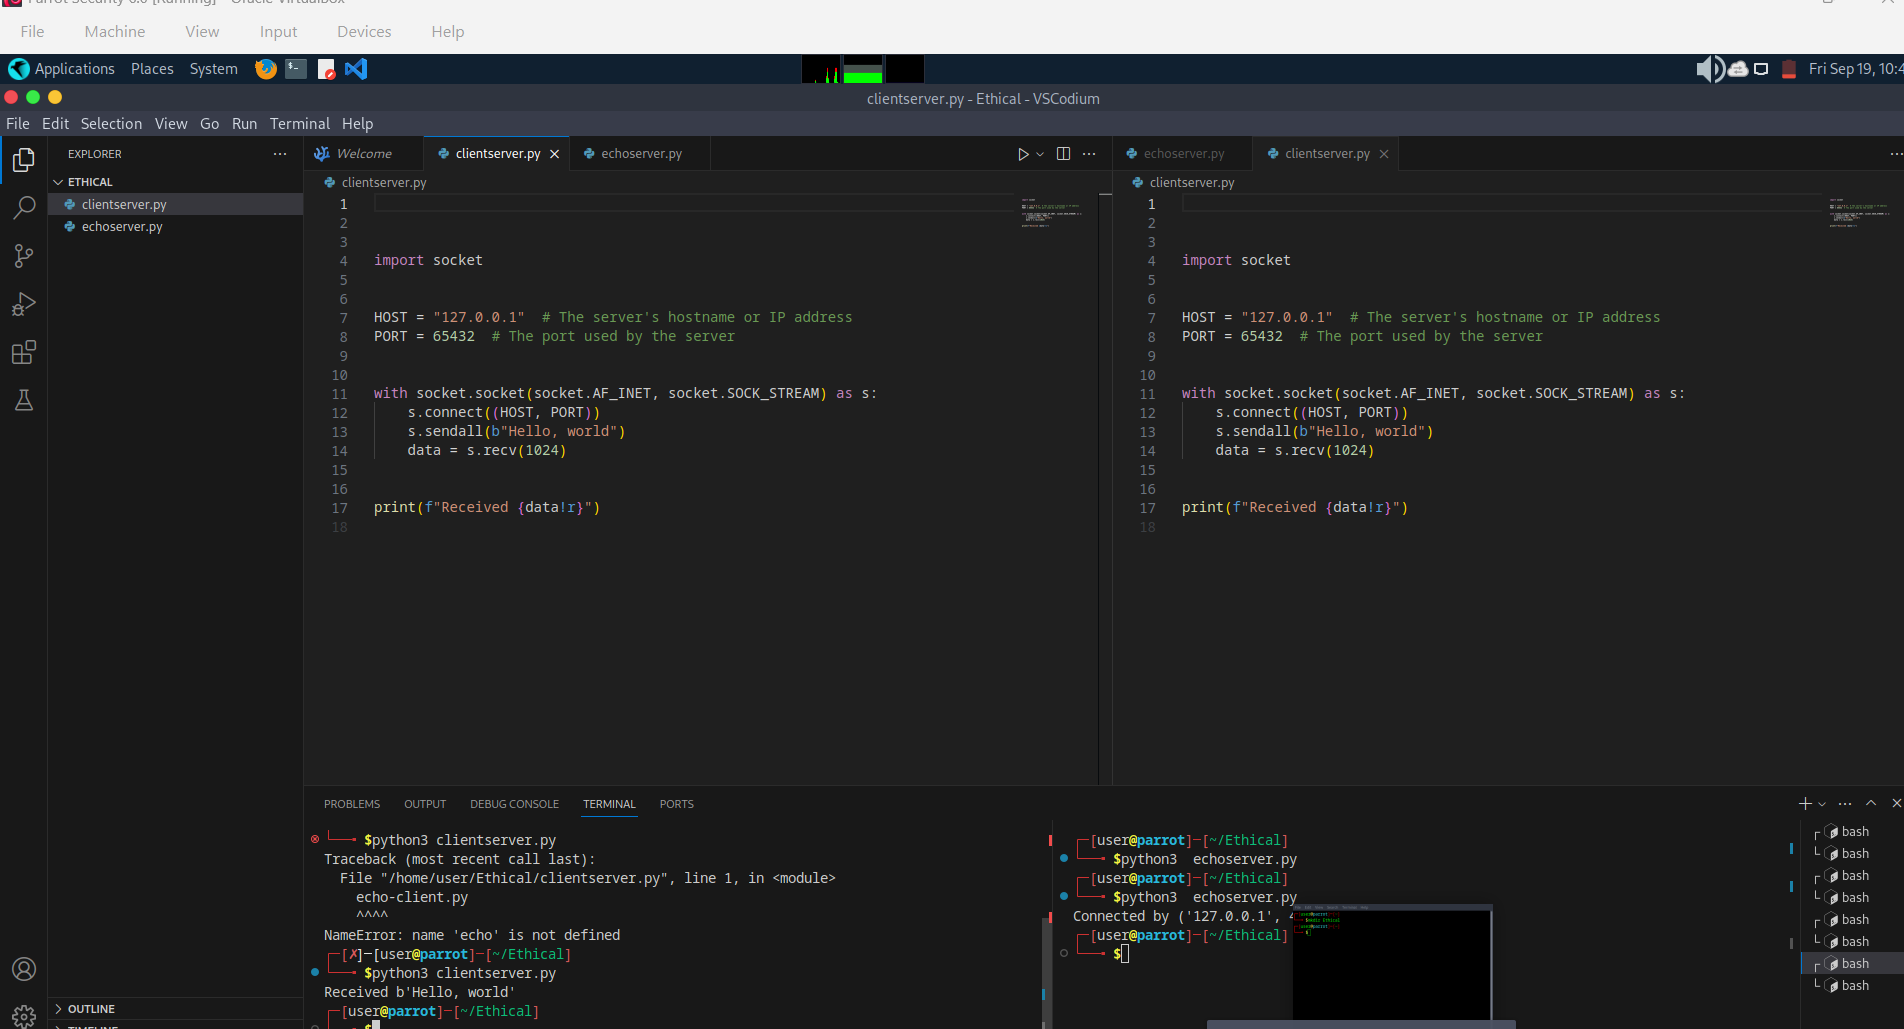 Parrot Security 6.6 [Running] - Oracle VirtualBox
File Machine View Input Devices Help
Applications Places System Fri Sep 19, 10:4
clientserver.py - Ethical - VSCodium
File Edit Selection View Go Run Terminal Help
EXPLORER
ETHICAL
clientserver.py
echoserver.py
OUTLINE
TIMELINE
Welcome clientserver.py echoserver.py
clientserver.py
1
2
3
4 import socket
5
6
7 HOST = "127.0.0.1"  # The server's hostname or IP address
8 PORT = 65432  # The port used by the server
9
10
11 with socket.socket(socket.AF_INET, socket.SOCK_STREAM) as s:
12     s.connect((HOST, PORT))
13     s.sendall(b"Hello, world")
14     data = s.recv(1024)
15
16
17 print(f"Received {data!r}")
18
echoserver.py clientserver.py
clientserver.py
1
2
3
4 import socket
5
6
7 HOST = "127.0.0.1"  # The server's hostname or IP address
8 PORT = 65432  # The port used by the server
9
10
11 with socket.socket(socket.AF_INET, socket.SOCK_STREAM) as s:
12     s.connect((HOST, PORT))
13     s.sendall(b"Hello, world")
14     data = s.recv(1024)
15
16
17 print(f"Received {data!r}")
18
PROBLEMS OUTPUT DEBUG CONSOLE TERMINAL PORTS
└──╼ $python3 clientserver.py
Traceback (most recent call last):
  File "/home/user/Ethical/clientserver.py", line 1, in <module>
    echo-client.py
    ^^^^
NameError: name 'echo' is not defined
┌─[✗]─[user@parrot]─[~/Ethical]
└──╼ $python3 clientserver.py
Received b'Hello, world'
┌─[user@parrot]─[~/Ethical]
└──╼ $
┌─[user@parrot]─[~/Ethical]
└──╼ $python3  echoserver.py
┌─[user@parrot]─[~/Ethical]
└──╼ $python3  echoserver.py
Connected by ('127.0.0.1', 4
┌─[user@parrot]─[~/Ethical]
└──╼ $
bash
bash
bash
bash
bash
bash
bash
bash